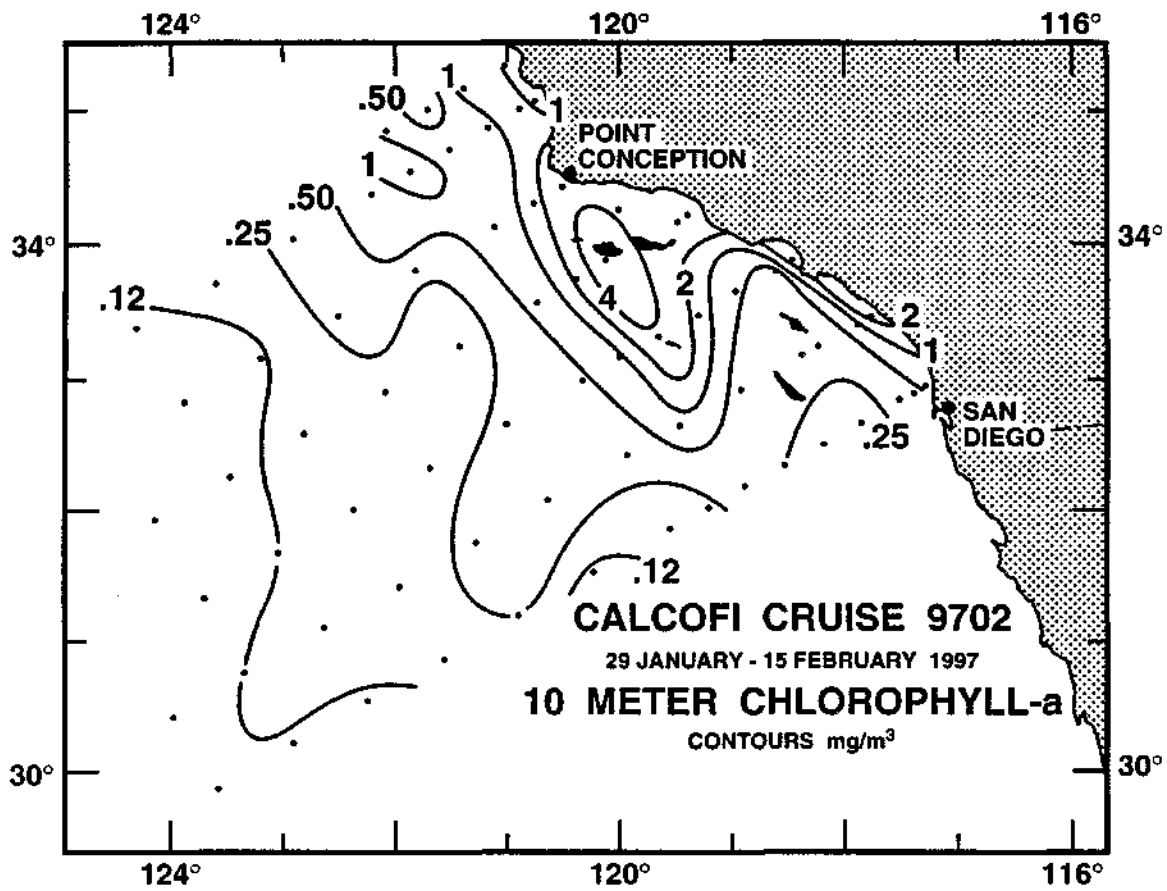 124°
120°
116°
.50
1
1
POINT
CONCEPTION
1
.50
.25
34°
34°
.12
4
2
2
1
SAN
DIEGO
.25
.12
CALCOFI CRUISE 9702
29 JANUARY - 15 FEBRUARY 1997
10 METER CHLOROPHYLL-a
CONTOURS mg/m³
30°
30°
124°
120°
116°